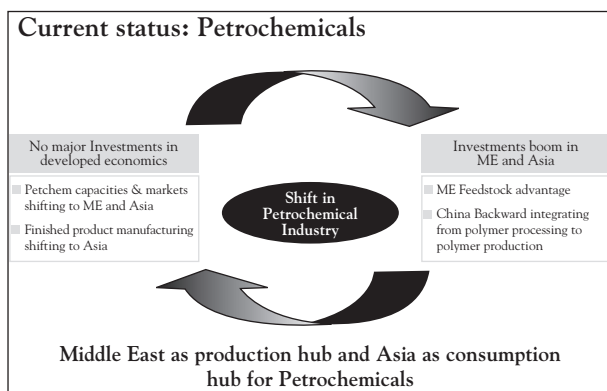 Current status: Petrochemicals
No major Investments in
developed economics
Petchem capacities & markets
shifting to ME and Asia
Finished product manufacturing
shifting to Asia
Shift in
Petrochemical
Industry
Investments boom in
ME and Asia
ME Feedstock advantage
China Backward integrating
from polymer processing to
polymer production
Middle East as production hub and Asia as consumption
hub for Petrochemicals